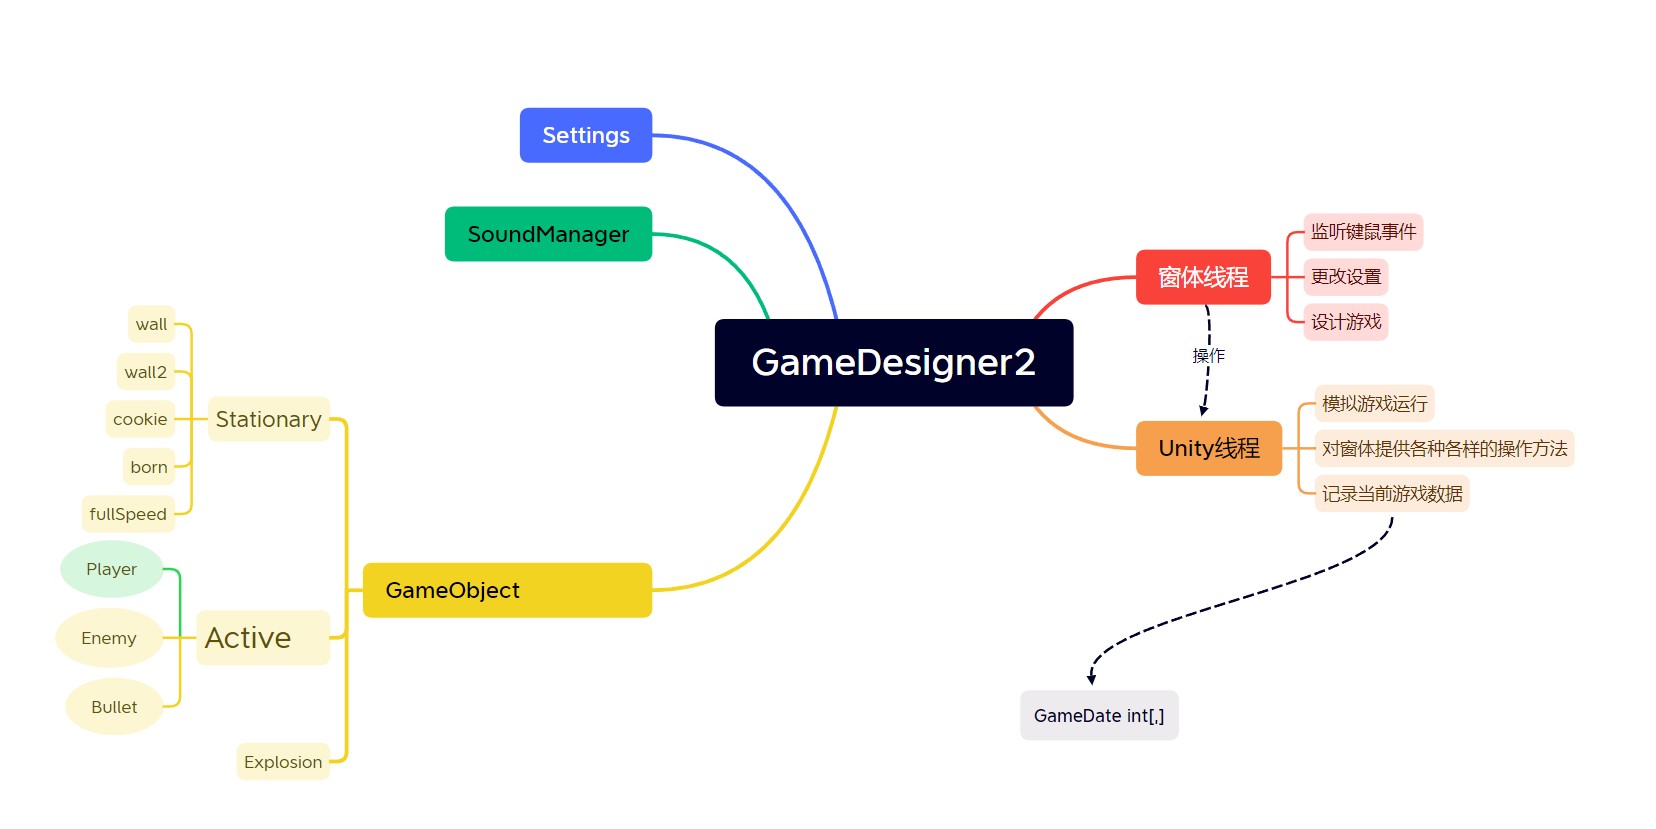 Settings
SoundManager
GameDesigner2
窗体线程
监听键鼠事件
更改设置
设计游戏
操作
Unity线程
模拟游戏运行
对窗体提供各种各样的操作方法
记录当前游戏数据
GameDate int[,]
GameObject
Stationary
wall
wall2
cookie
born
fullSpeed
Active
Player
Enemy
Bullet
Explosion